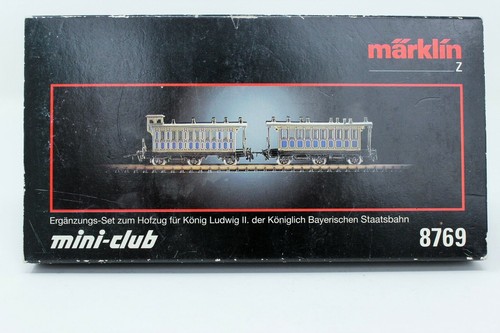 märklin
Z
Ergänzungs-Set zum Hofzug für König Ludwig II. der Königlich Bayerischen Staatsbahn
mini-club
8769